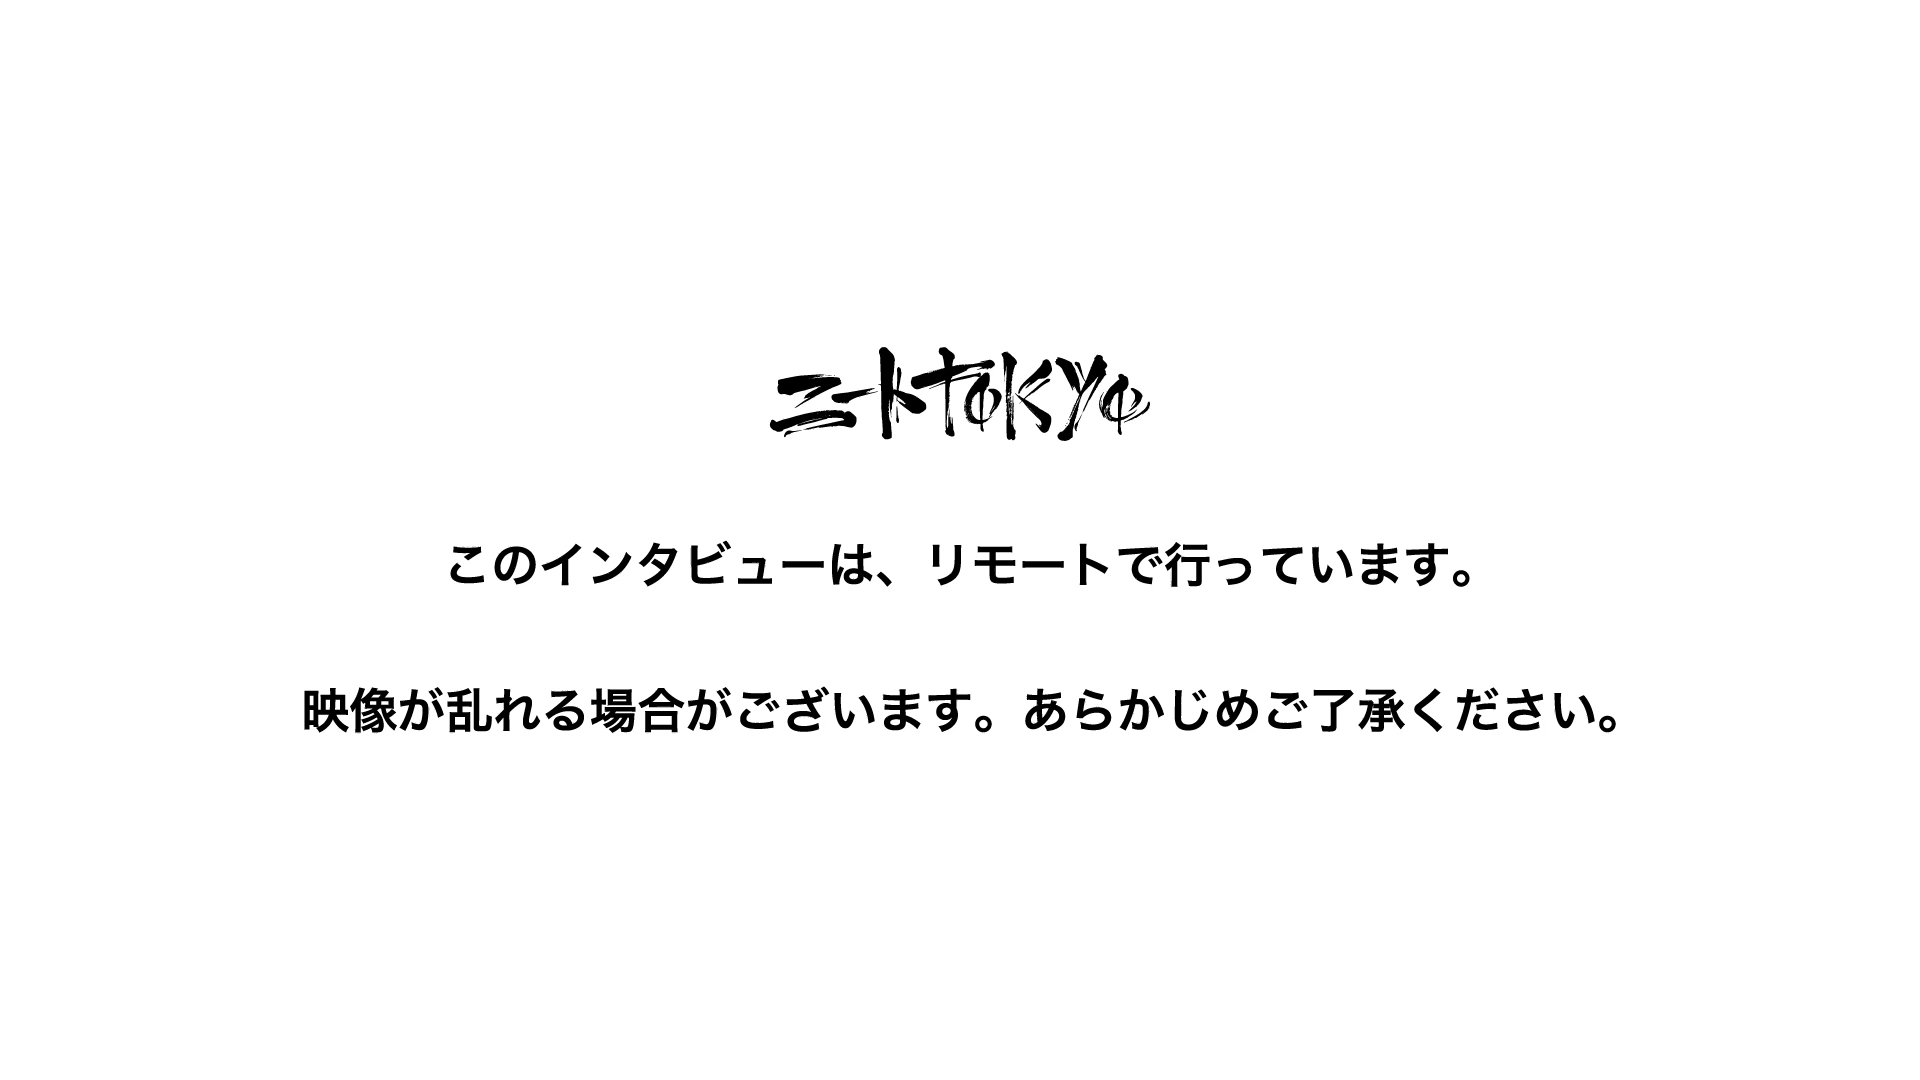 ニートTOKYO
このインタビューは、リモートで行っています。
映像が乱れる場合がございます。あらかじめご了承ください。